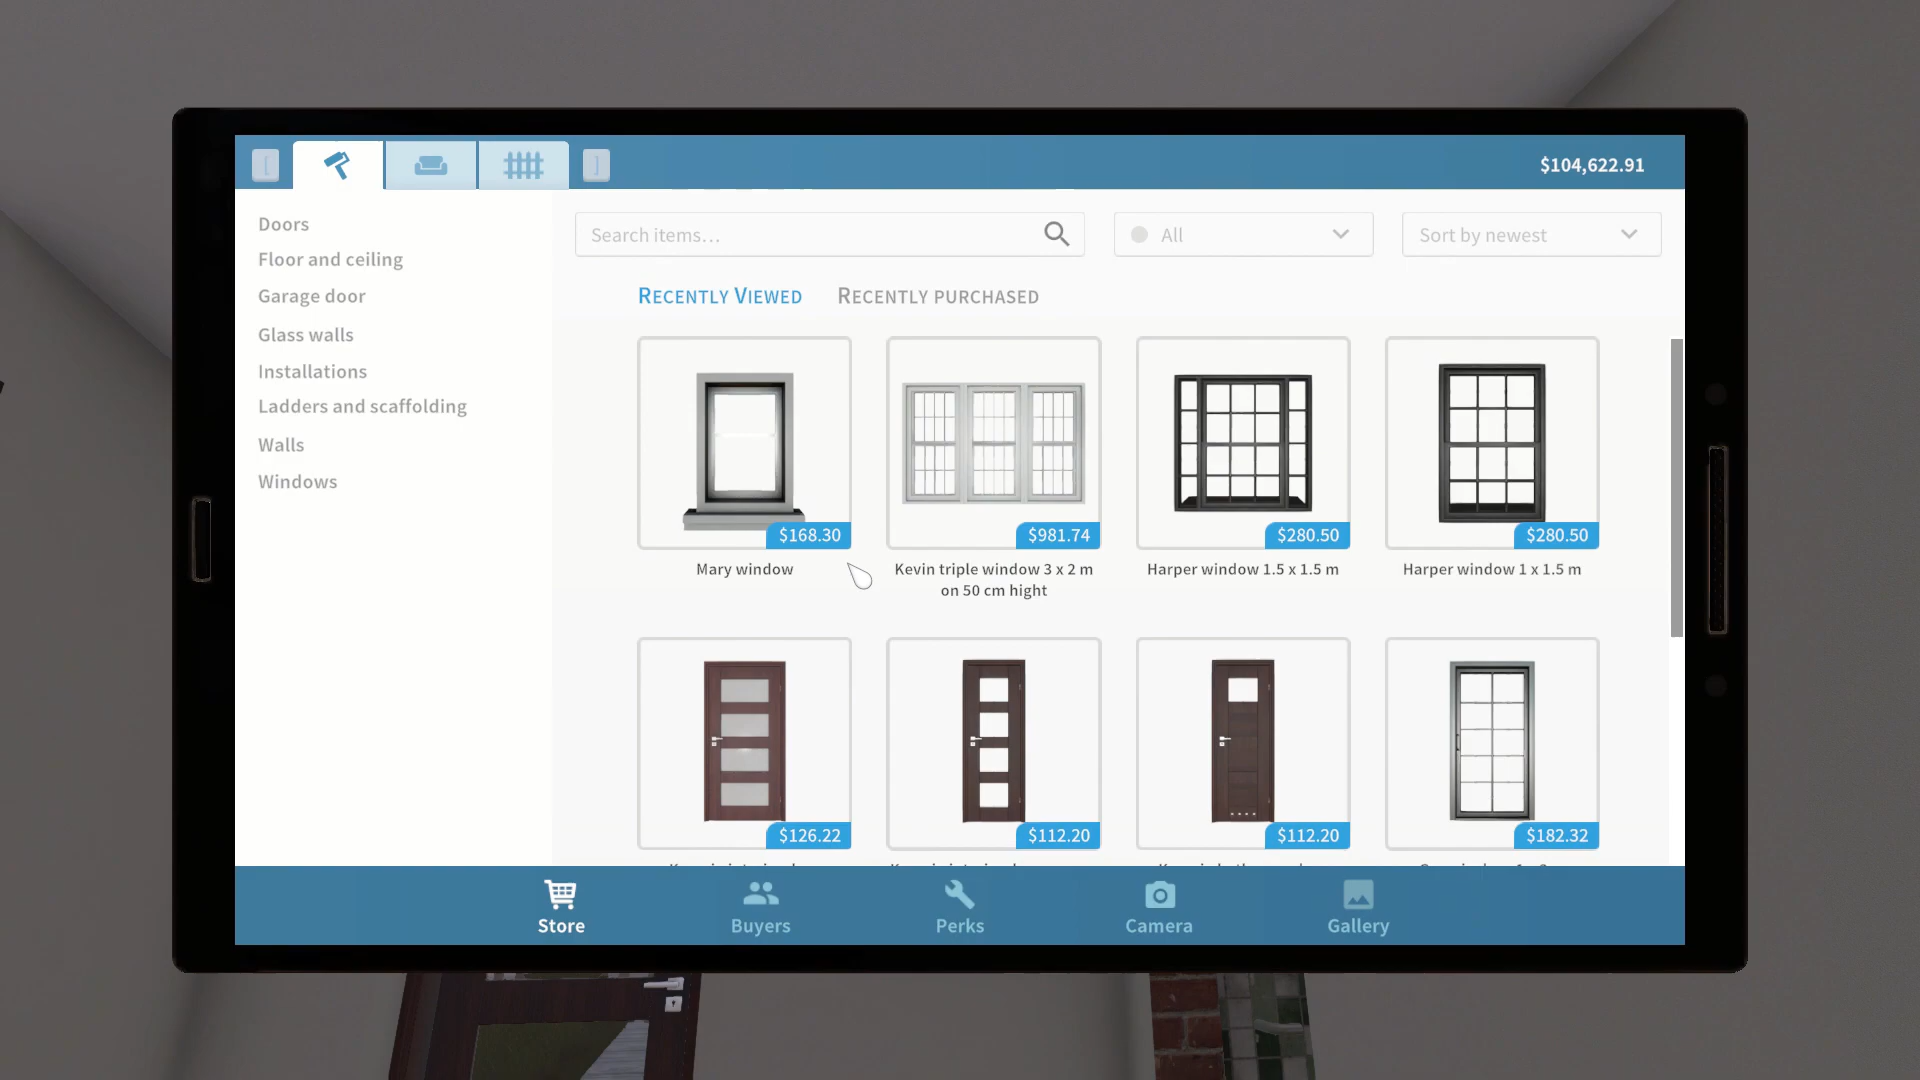 [
]
$104,622.91
Doors
Floor and ceiling
Garage door
Glass walls
Installations
Ladders and scaffolding
Walls
Windows
Search items...
All
Sort by newest
RECENTLY VIEWED
RECENTLY PURCHASED
$168.30
$981.74
$280.50
$280.50
Mary window
Kevin triple window 3 x 2 m
on 50 cm hight
Harper window 1.5 x 1.5 m
Harper window 1 x 1.5 m
$126.22
$112.20
$112.20
$182.32
Store
Buyers
Perks
Camera
Gallery